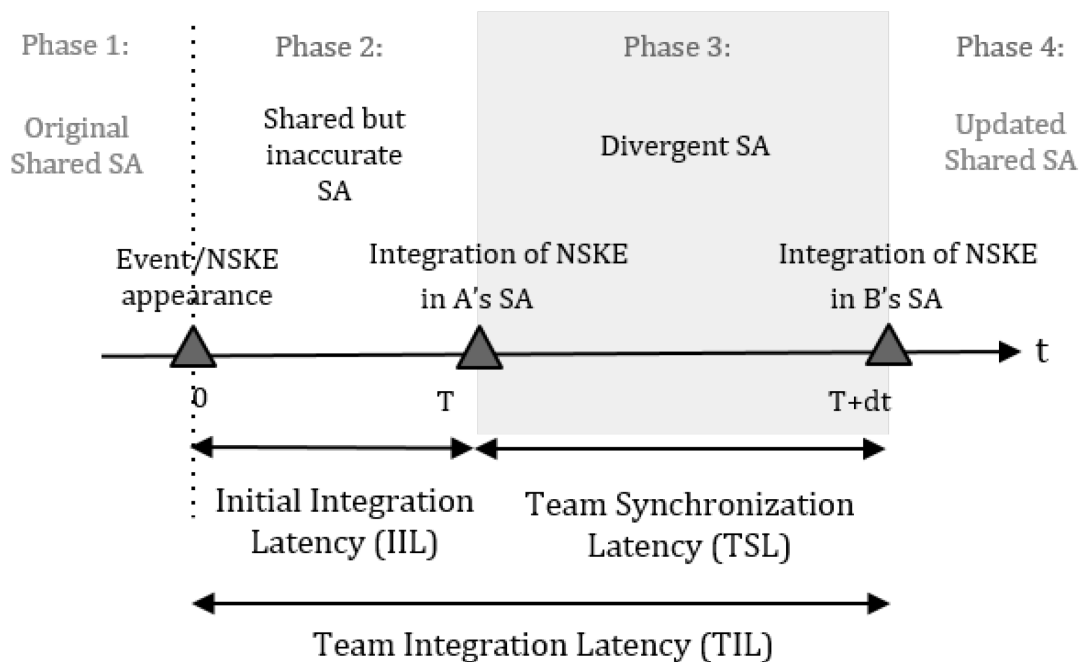 Phase 1:
Phase 2:
Phase 3:
Phase 4:
Original
Shared SA
Shared but
inaccurate
SA
Divergent SA
Updated
Shared SA
Event/NSKE
appearance
Integration of NSKE
in A's SA
Integration of NSKE
in B's SA
t
0
T
T+dt
Initial Integration
Latency (IIL)
Team Synchronization
Latency (TSL)
Team Integration Latency (TIL)